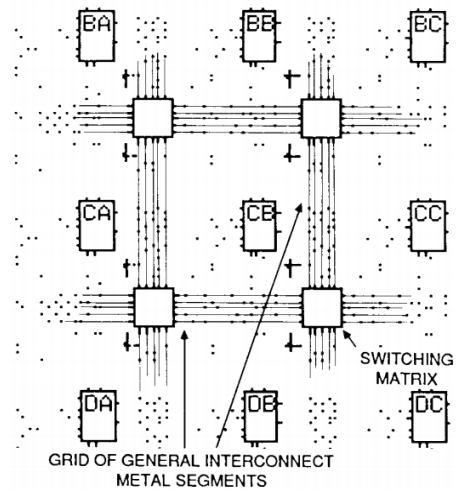 BA BB BC
CA CB CC
SWITCHING
MATRIX
DA DB DC
GRID OF GENERAL INTERCONNECT
METAL SEGMENTS